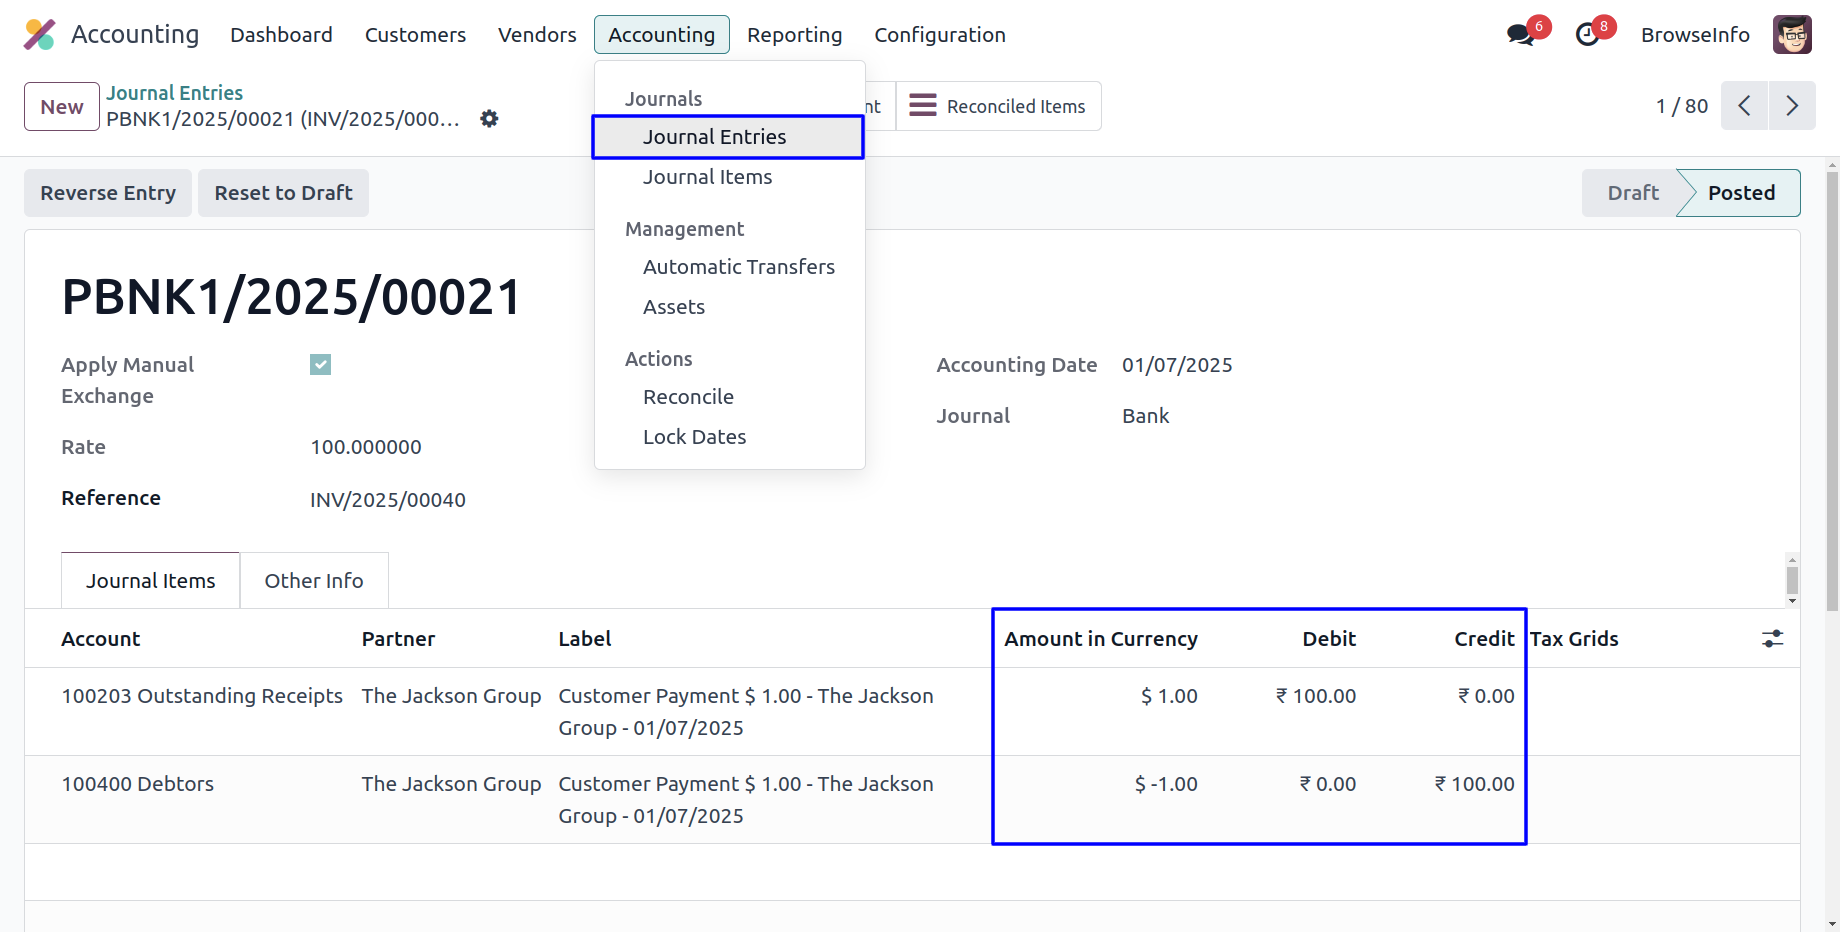 Accounting Dashboard Customers Vendors Accounting Reporting Configuration 6 8 BrowseInfo
New Journal Entries
PBNK1/2025/00021 (INV/2025/000...
nt Reconciled Items 1 / 80
Journals
Journal Entries
Journal Items
Management
Automatic Transfers
Assets
Actions
Reconcile
Lock Dates
Reverse Entry Reset to Draft Draft Posted
PBNK1/2025/00021
Apply Manual
Exchange
Accounting Date 01/07/2025
Journal Bank
Rate 100.000000
Reference INV/2025/00040
Journal Items Other Info
Account Partner Label Amount in Currency Debit Credit Tax Grids
100203 Outstanding Receipts The Jackson Group Customer Payment $ 1.00 - The Jackson $ 1.00 ₹ 100.00 ₹ 0.00
Group - 01/07/2025
100400 Debtors The Jackson Group Customer Payment $ 1.00 - The Jackson $ -1.00 ₹ 0.00 ₹ 100.00
Group - 01/07/2025